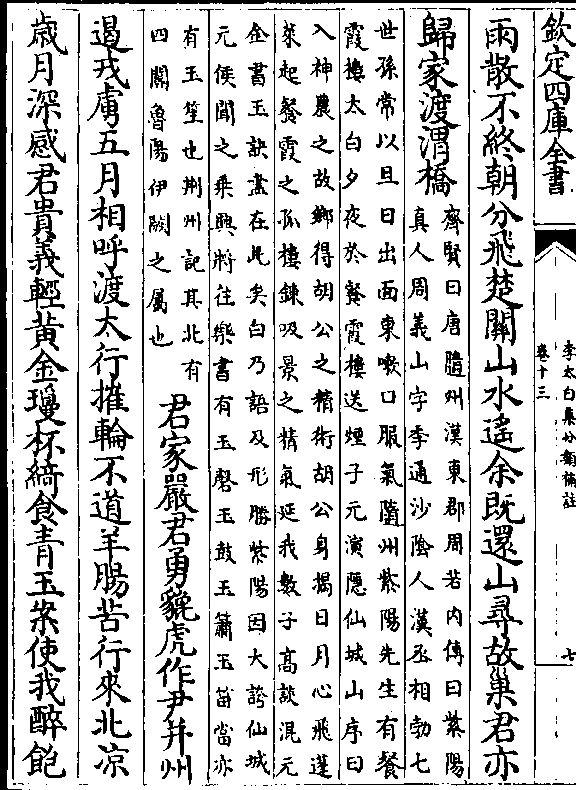 欽定四庫全書
李太白集分類補註
卷十三
七
雨散不終朝分飛楚關山水遙余既還山尋故巢君亦
歸家渡渭橋
齊賢曰唐隨州漢東郡周君内傳曰紫陽
真人周義山字季通沙陰人漢丞相勃七
世孫常以旦日出面東嗽口服氣隨州紫陽先生有餐
霞樓太白夕夜於餐霞樓送煙子元演隱仙城山序曰
入神農之故鄉得胡公之精術胡公身揭日月心飛蓬
萊起餐霞之孤樓錬吸景之精氣延我數子高談混元
金書玉訣盡在此矣白乃語及形勝紫陽因大誇仙城
元侯聞之乗興將往樂書有玉磬玉鼓玉簫玉笛當亦
有玉笙也荆州記其北有
四關魯陽伊闕之屬也
君家嚴君勇貔虎作尹并州
遏戎虜五月相呼渡太行摧輪不道羊腸苦行來北凉
歲月深感君貴義輕黄金瓊杯綺食青玉案使我醉飽